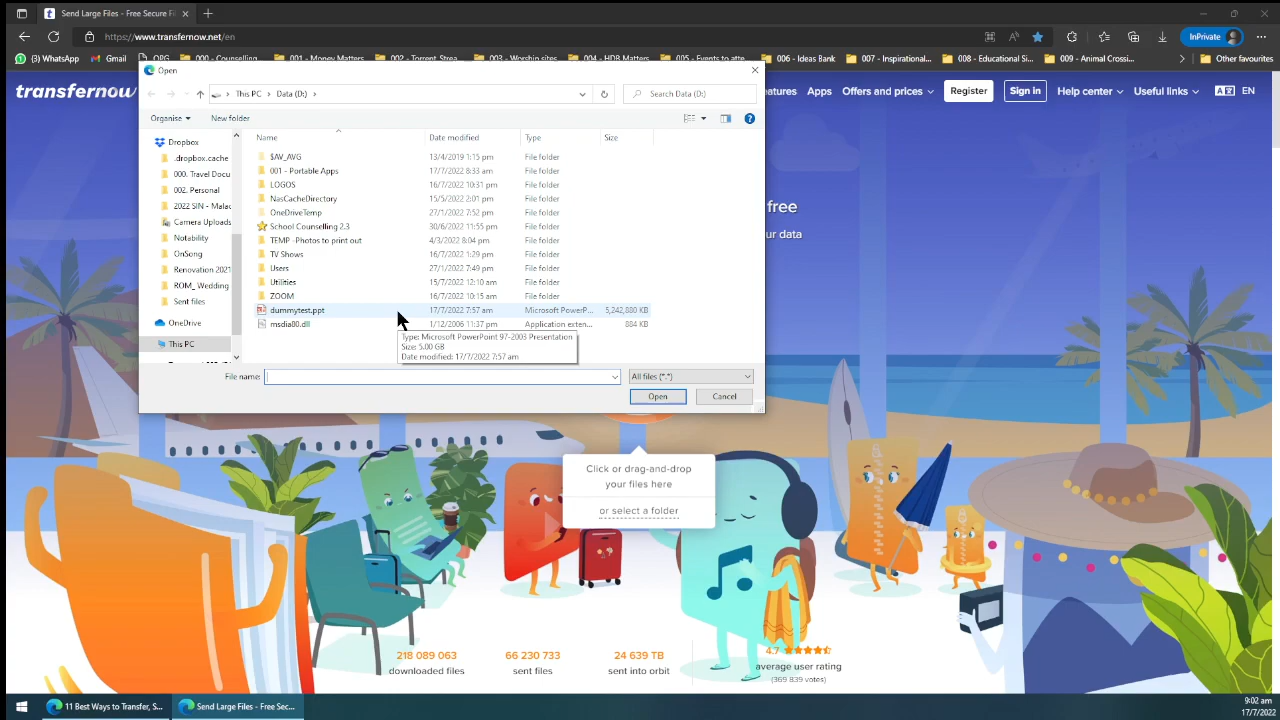 Send Large Files - Free Secure Fi
https://www.transfernow.net/en
InPrivate
(3) WhatsApp
Gmail
ORG
000 - Counselling
001 - Money Matters
002 - Torrent, Strea
003 - Worship sites
004 - HDB Matters
005 - Events to atte
006 - Ideas Bank
007 - Inspirational...
008 - Educational Si...
009 - Animal Crossi...
Other favourites
Open
transfernow
eatures
Apps
Offers and prices
Register
Sign in
Help center
Useful links
EN
This PC > Data (D:) >
Search Data (D:)
Organise
New folder
Name
Date modified
Type
Size
Dropbox
.dropbox.cache
000. Travel Docu
002. Personal
2022 SIN - Malac
Camera Uploads
Notability
OnSong
Renovation 2021
ROM_ Wedding
Sent files
OneDrive
This PC
$AV_AVG 13/4/2019 1:15 pm File folder
001 - Portable Apps 17/7/2022 8:33 am File folder
LOGOS 16/7/2022 10:31 pm File folder
NasCacheDirectory 15/5/2022 2:01 pm File folder
OneDriveTemp 27/1/2022 7:52 pm File folder
School Counselling 2.3 30/6/2022 11:55 pm File folder
TEMP - Photos to print out 4/3/2022 8:04 pm File folder
TV Shows 16/7/2022 1:29 pm File folder
Users 27/1/2022 7:49 pm File folder
Utilities 15/7/2022 12:10 am File folder
ZOOM 16/7/2022 10:15 am File folder
dummytest.ppt 17/7/2022 7:57 am Microsoft PowerP... 5,242,880 KB
msdia80.dll 1/12/2006 11:37 pm Application exten... 884 KB
Type: Microsoft PowerPoint 97-2003 Presentation
Size: 5.00 GB
Date modified: 17/7/2022 7:57 am
File name:
All files (*.*)
Open
Cancel
free
ur data
Click or drag-and-drop
your files here
or select a folder
218 089 063
downloaded files
66 230 733
sent files
24 639 TB
sent into orbit
4.7
average user rating
(369 839 votes)
11 Best Ways to Transfer, S...
Send Large Files - Free Sec...
9:02 am
17/7/2022